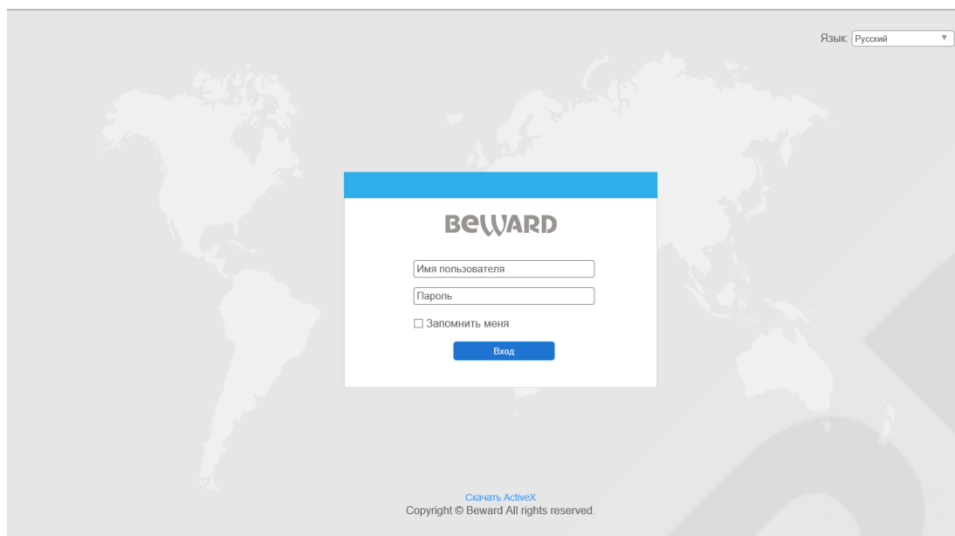 Язык: Русский
BEWARD
Имя пользователя
Пароль
Запомнить меня
Вход
Скачать ActiveX
Copyright © Beward All rights reserved.